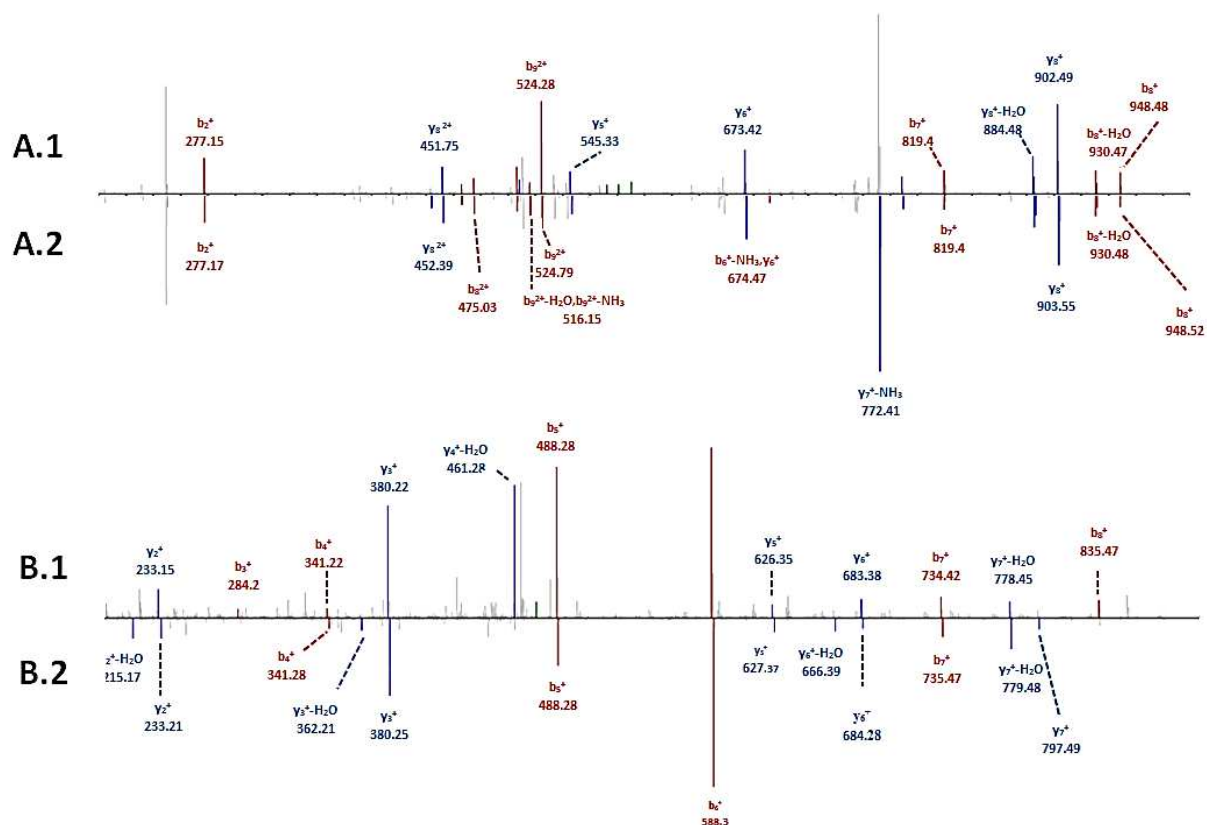 A.1
b₂⁺
277.15
y₈²⁺
451.75
b₉²⁺
524.28
y₅⁺
545.33
y₆⁺
673.42
b₇⁺
819.4
y₈⁺-H₂O
884.48
y₈⁺
902.49
b₈⁺-H₂O
930.47
b₈⁺
948.48
A.2
b₂⁺
277.17
y₈²⁺
452.39
b₈²⁺
475.03
b₉²⁺
524.79
b₉²⁺-H₂O,b₉²⁺-NH₃
516.15
b₆⁺-NH₃,y₆⁺
674.47
y₇⁺-NH₃
772.41
b₇⁺
819.4
y₈⁺
903.55
b₈⁺-H₂O
930.48
b₈⁺
948.52
B.1
y₂⁺
233.15
b₃⁺
284.2
b₄⁺
341.22
y₃⁺
380.22
y₄⁺-H₂O
461.28
b₅⁺
488.28
y₅⁺
626.35
y₆⁺
683.38
b₇⁺
734.42
y₇⁺-H₂O
778.45
b₈⁺
835.47
B.2
₂⁺-H₂O
215.17
y₂⁺
233.21
b₄⁺
341.28
y₃⁺-H₂O
362.21
y₃⁺
380.25
b₅⁺
488.28
b₆⁺
588.3
y₅⁺
627.37
y₆⁺-H₂O
666.39
y₆⁺
684.28
b₇⁺
735.47
y₇⁺-H₂O
779.48
y₇⁺
797.49